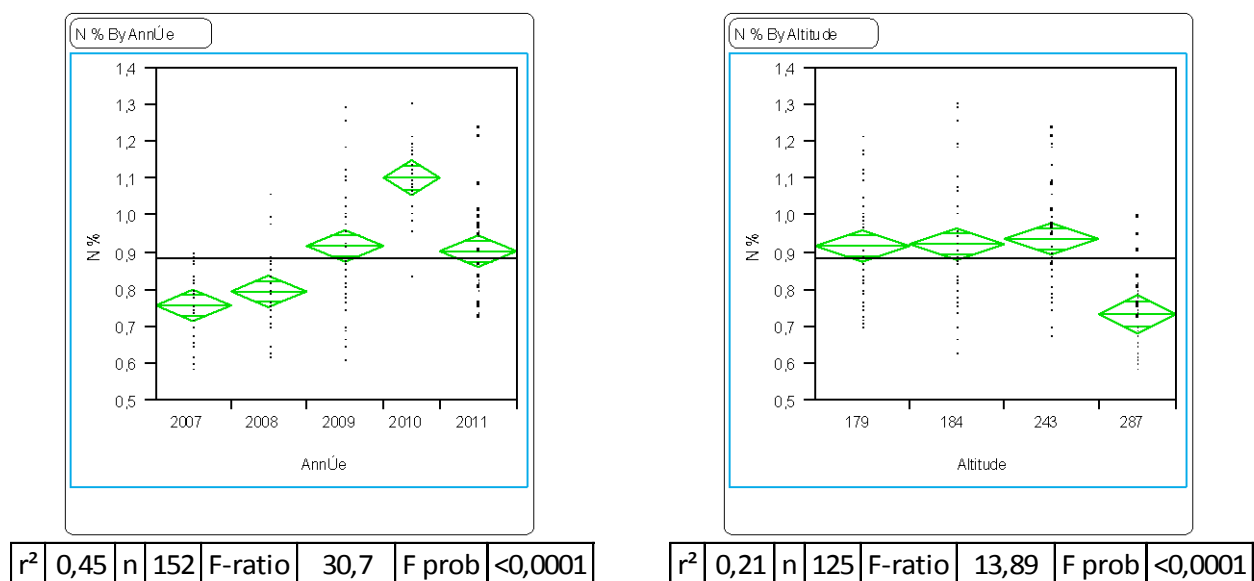 N % By AnnÚe
1,4
1,3
1,2
1,1
1,0
0,9
0,8
0,7
0,6
0,5
N %
2007 2008 2009 2010 2011
AnnÚe
r² 0,45 n 152 F-ratio 30,7 F prob <0,0001
N % By Altitude
1,4
1,3
1,2
1,1
1,0
0,9
0,8
0,7
0,6
0,5
N %
179 184 243 287
Altitude
r² 0,21 n 125 F-ratio 13,89 F prob <0,0001